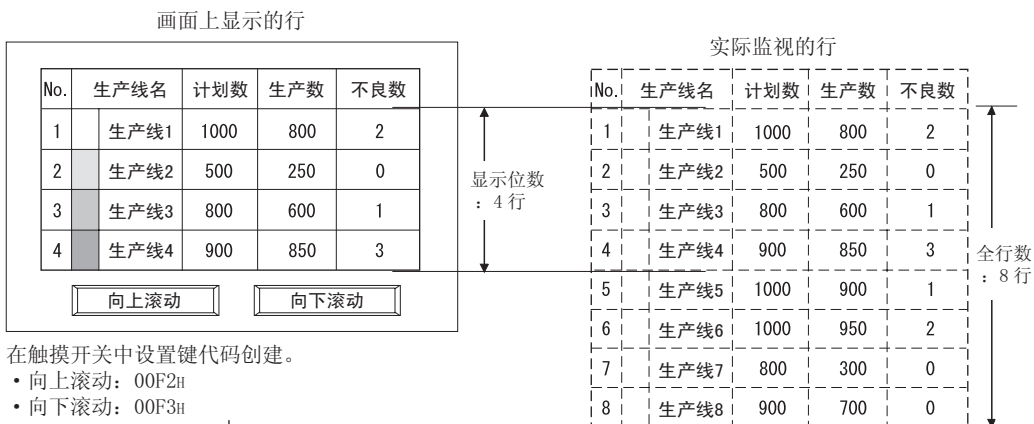 画面上显示的行
No. 生产线名 计划数 生产数 不良数
1 生产线1 1000 800 2
2 生产线2 500 250 0
3 生产线3 800 600 1
4 生产线4 900 850 3
向上滚动 向下滚动
在触摸开关中设置键代码创建。
•向上滚动：00F2H
•向下滚动：00F3H
显示位数
：4行
实际监视的行
No. 生产线名 计划数 生产数 不良数
1 生产线1 1000 800 2
2 生产线2 500 250 0
3 生产线3 800 600 1
4 生产线4 900 850 3
5 生产线5 1000 900 1
6 生产线6 1000 950 2
7 生产线7 800 300 0
8 生产线8 900 700 0
全行数
：8行